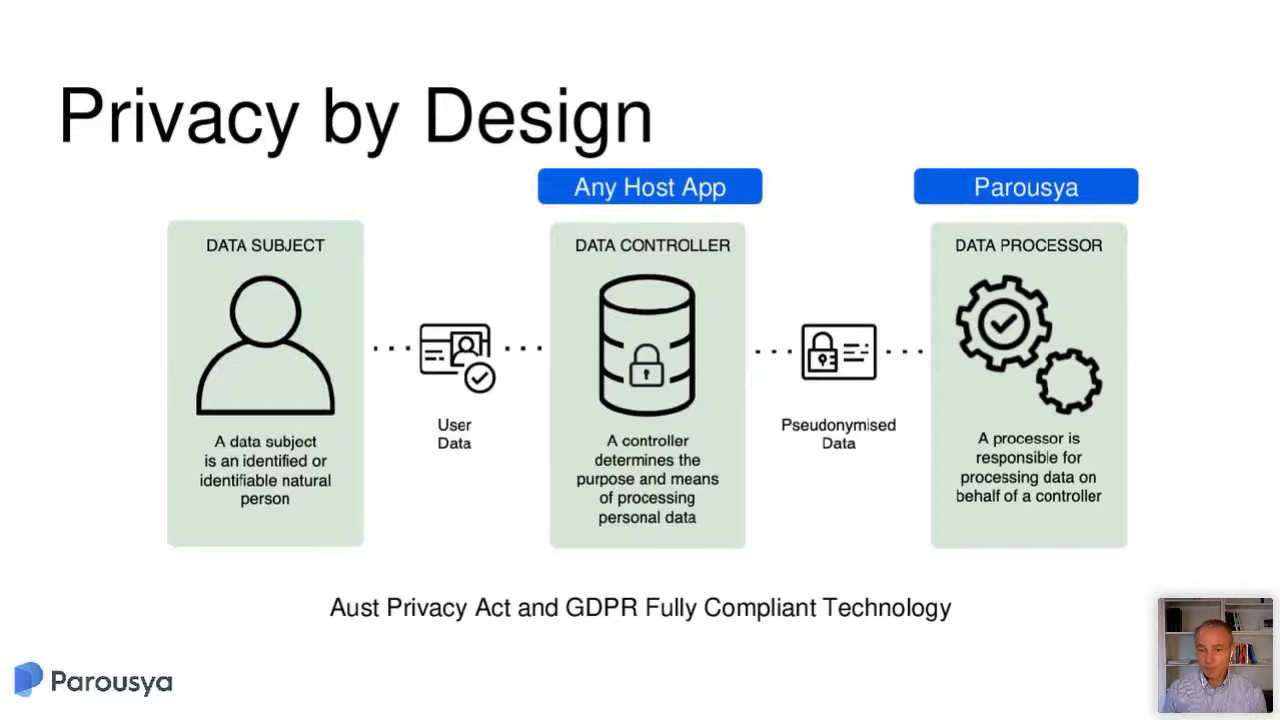 Privacy by Design
Any Host App
Parousya
DATA SUBJECT
A data subject
is an identified or
identifiable natural
person
User
Data
DATA CONTROLLER
A controller
determines the
purpose and means
of processing
personal data
Pseudonymised
Data
DATA PROCESSOR
A processor is
responsible for
processing data on
behalf of a controller
Aust Privacy Act and GDPR Fully Compliant Technology
Parousya